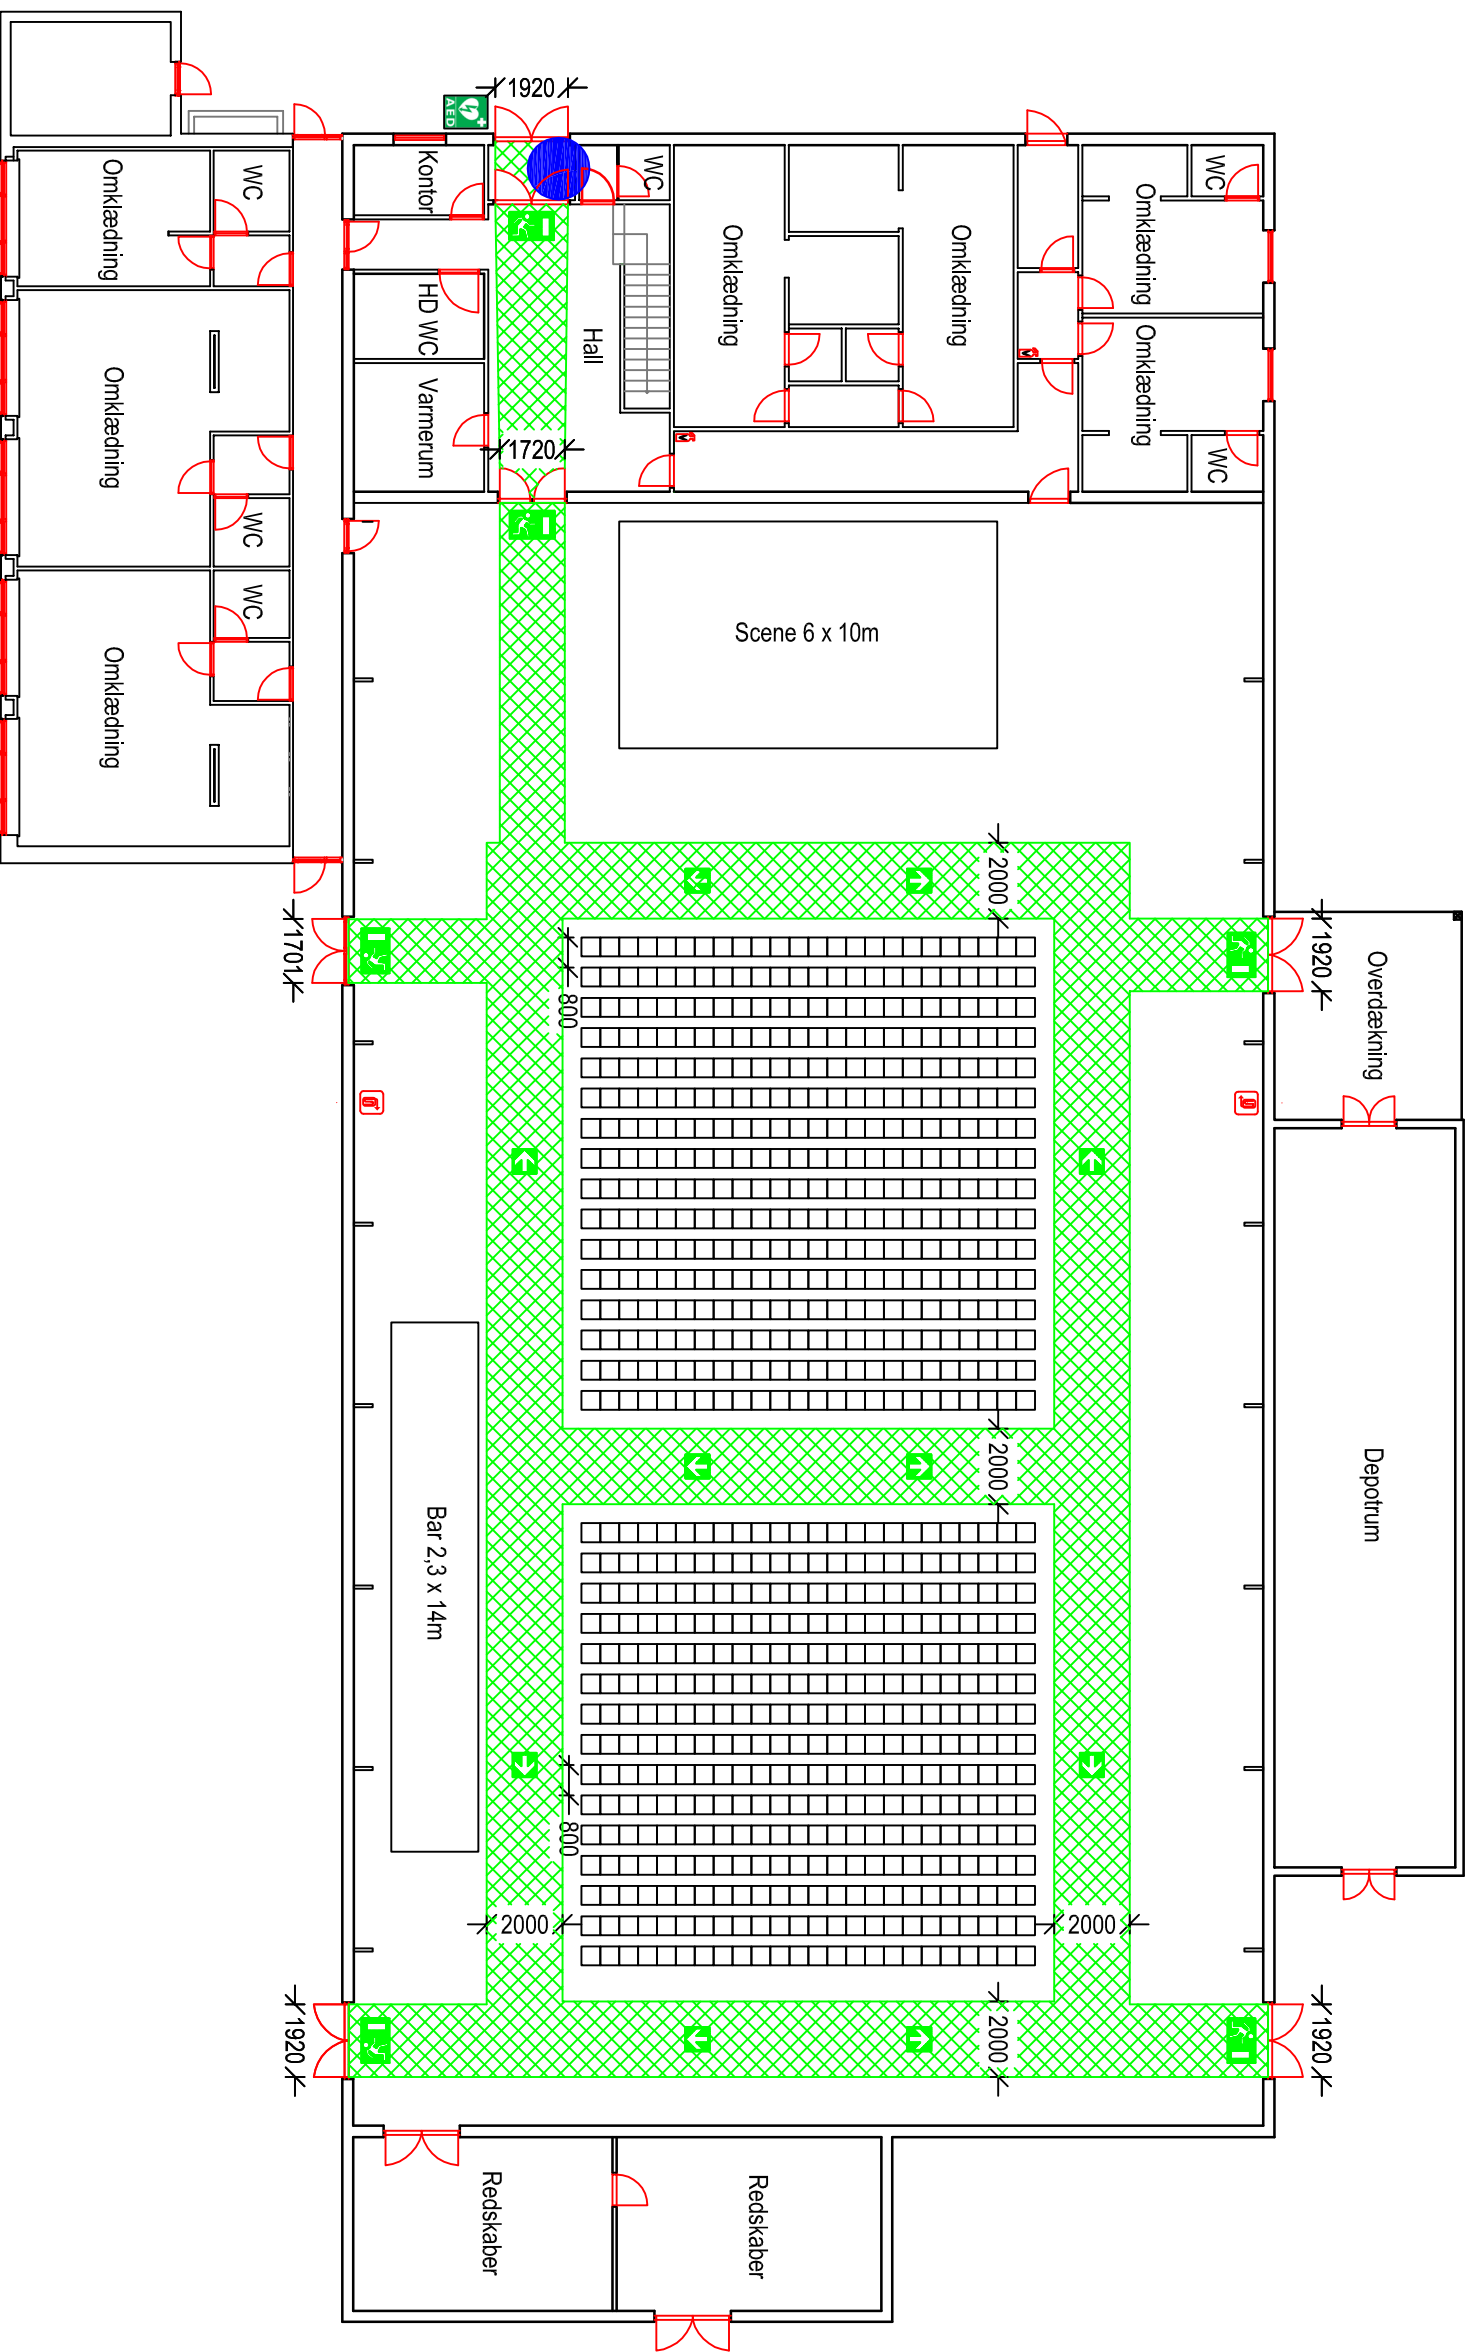 1920
AED
Kontor
WC
WC
Omklædning
WC
Omklædning
Omklædning
Omklædning
HD WC
Hall
Omklædning
Omklædning
Varmerum
1720
WC
WC
WC
Omklædning
Scene 6 x 10m
2000
1701
1920
Overdækning
800
2000
Depotrum
Bar 2,3 x 14m
800
2000
2000
1920
2000
1920
Redskaber
Redskaber